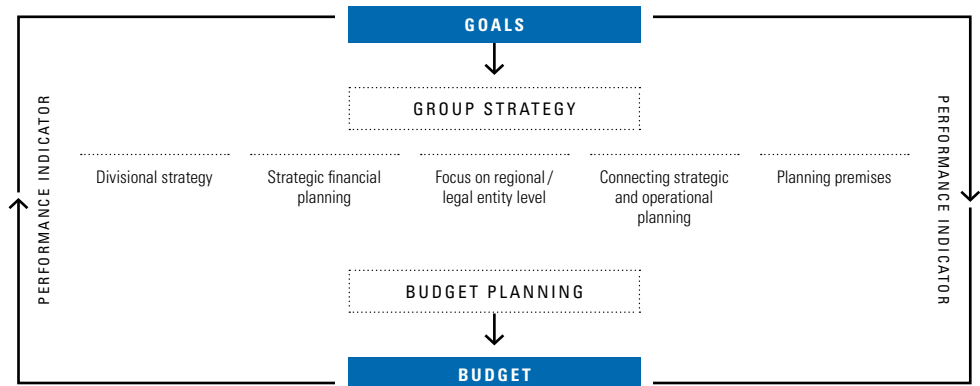 GOALS
GROUP STRATEGY
PERFORMANCE INDICATOR
PERFORMANCE INDICATOR
Divisional strategy
Strategic financial
planning
Focus on regional /
legal entity level
Connecting strategic
and operational
planning
Planning premises
BUDGET PLANNING
BUDGET